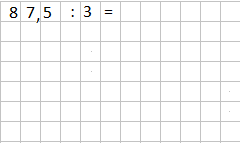 87,5 : 3 =